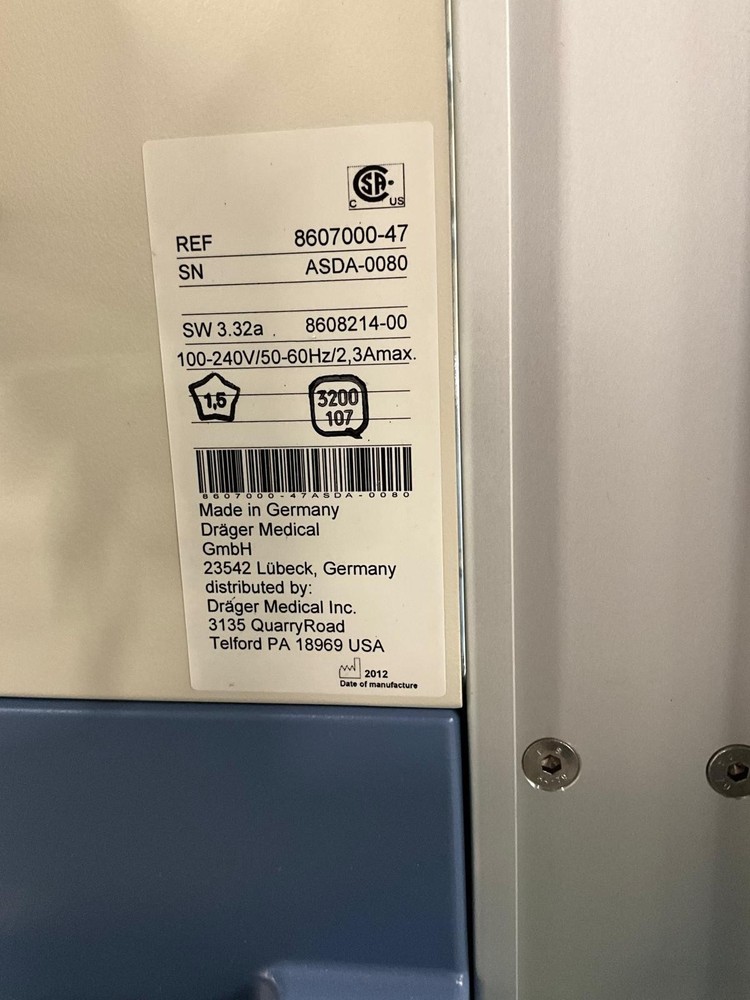 CSA
C US
REF 8607000-47
SN ASDA-0080
SW 3.32a 8608214-00
100-240V/50-60Hz/2,3Amax.
1,5
3200
107
8607000-47ASDA-0080
Made in Germany
Dräger Medical
GmbH
23542 Lübeck, Germany
distributed by:
Dräger Medical Inc.
3135 QuarryRoad
Telford PA 18969 USA
2012
Date of manufacture